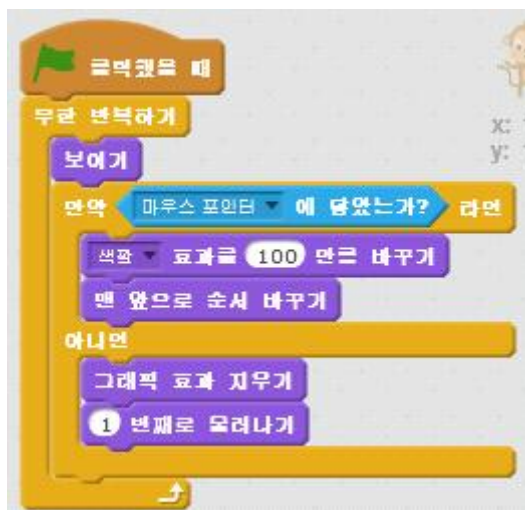 클릭했을 때
무한 반복하기
x:
y:
보이기
만약 마우스 포인터 에 닿았는가? 라면
색깔 효과를 100 만큼 바꾸기
맨 앞으로 순서 바꾸기
아니면
그래픽 효과 지우기
1 번째로 물러나기